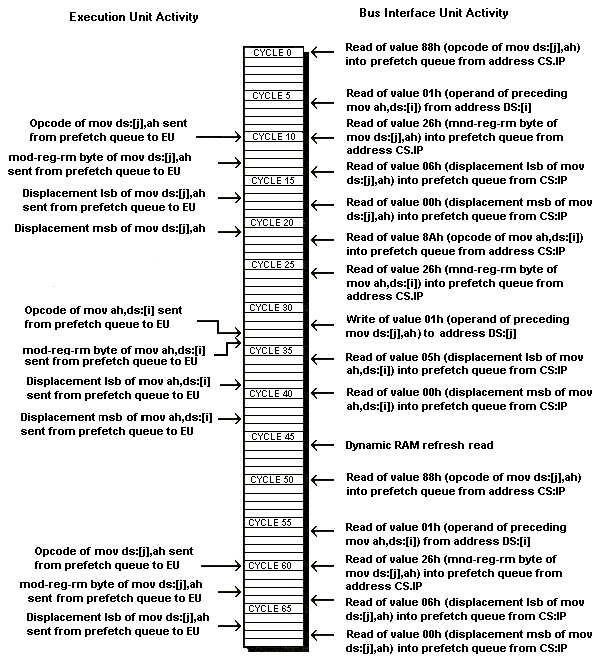 Execution Unit Activity
Bus Interface Unit Activity
CYCLE 0
CYCLE 5
CYCLE 10
CYCLE 15
CYCLE 20
CYCLE 25
CYCLE 30
CYCLE 35
CYCLE 40
CYCLE 45
CYCLE 50
CYCLE 55
CYCLE 60
CYCLE 65
Opcode of mov ds:[j],ah sent
from prefetch queue to EU
mod-reg-rm byte of mov ds:[j],ah
sent from prefetch queue to EU
Displacement lsb of mov ds:[j],ah
sent from prefetch queue to EU
Displacement msb of mov ds:[j],ah
Opcode of mov ah,ds:[i] sent
from prefetch queue to EU
mod-reg-rm byte of mov ah,ds:[i]
sent from prefetch queue to EU
Displacement lsb of mov ah,ds:[i]
sent from prefetch queue to EU
Displacement msb of mov ah,ds:[i]
sent from prefetch queue to EU
Opcode of mov ds:[j],ah sent
from prefetch queue to EU
mod-reg-rm byte of mov ds:[j],ah
sent from prefetch queue to EU
Displacement lsb of mov ds:[j],ah
sent from prefetch queue to EU
Read of value 88h (opcode of mov ds:[j],ah)
into prefetch queue from address CS.IP
Read of value 01h (operand of preceding
mov ah,ds:[i]) from address DS:[i]
Read of value 26h (mnd-reg-rm byte of
mov ds:[j],ah) into prefetch queue from
address CS.IP
Read of value 06h (displacement lsb of mov
ds:[j],ah) into prefetch queue from CS:IP
Read of value 00h (displacement msb of mov
ds:[j],ah) into prefetch queue from CS:IP
Read of value 8Ah (opcode of mov ah,ds:[i])
into prefetch queue from address CS:IP
Read of value 26h (mnd-reg-rm byte of
mov ah,ds:[i]) into prefetch queue from
address CS.IP
Write of value 01h (operand of preceding
mov ds:[j],ah) to address DS:[j]
Read of value 05h (displacement lsb of mov
ah,ds:[i]) into prefetch queue from CS:IP
Read of value 00h (displacement msb of mov
ah,ds:[i]) into prefetch queue from CS:IP
Dynamic RAM refresh read
Read of value 88h (opcode of mov ds:[j],ah)
into prefetch queue from address CS:IP
Read of value 01h (operand of preceding
mov ah,ds:[i]) from address DS:[i]
Read of value 26h (mnd-reg-rm byte of
mov ds:[j],ah) into prefetch queue from
address CS.IP
Read of value 06h (displacement lsb of mov
ds:[j],ah) into prefetch queue from CS:IP
Read of value 00h (displacement msb of mov
ds:[j],ah) into prefetch queue from CS:IP